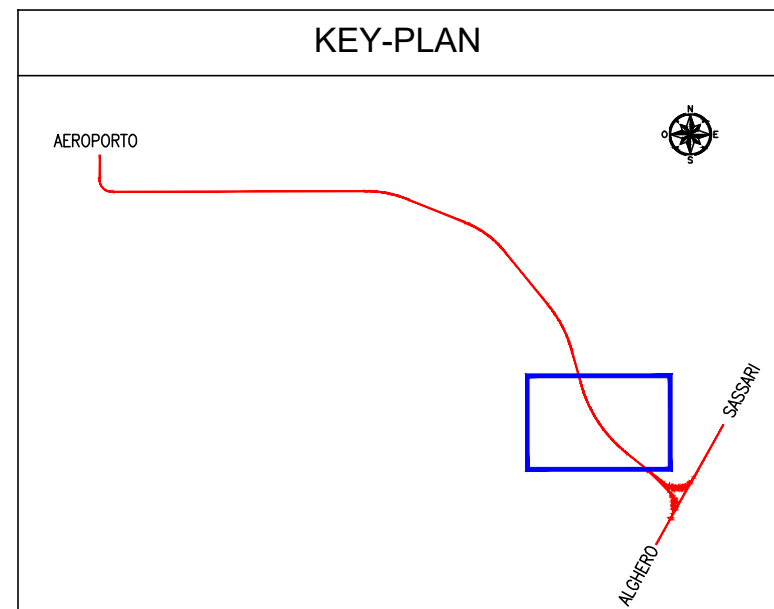 KEY-PLAN
AEROPORTO
N
O E
S
SASSARI
ALGHERO